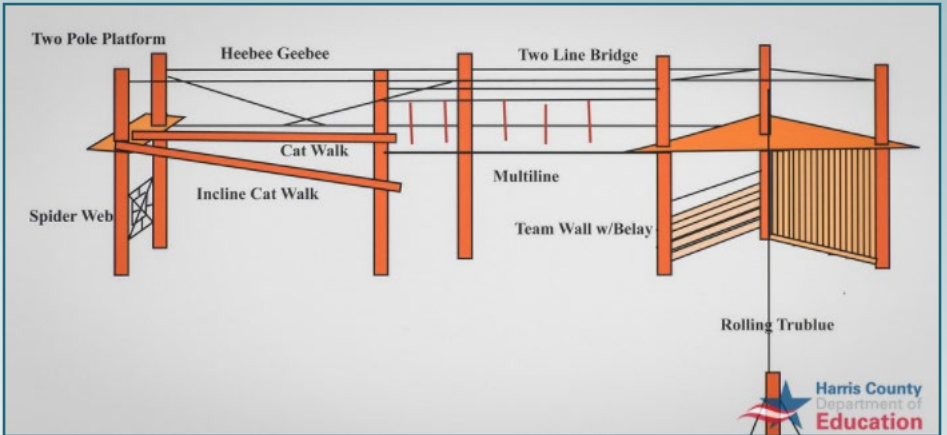 Two Pole Platform
Heebee Geebee
Two Line Bridge
Cat Walk
Incline Cat Walk
Multiline
Spider Web
Team Wall w/Belay
Rolling Trublue
Harris County
Department of
Education